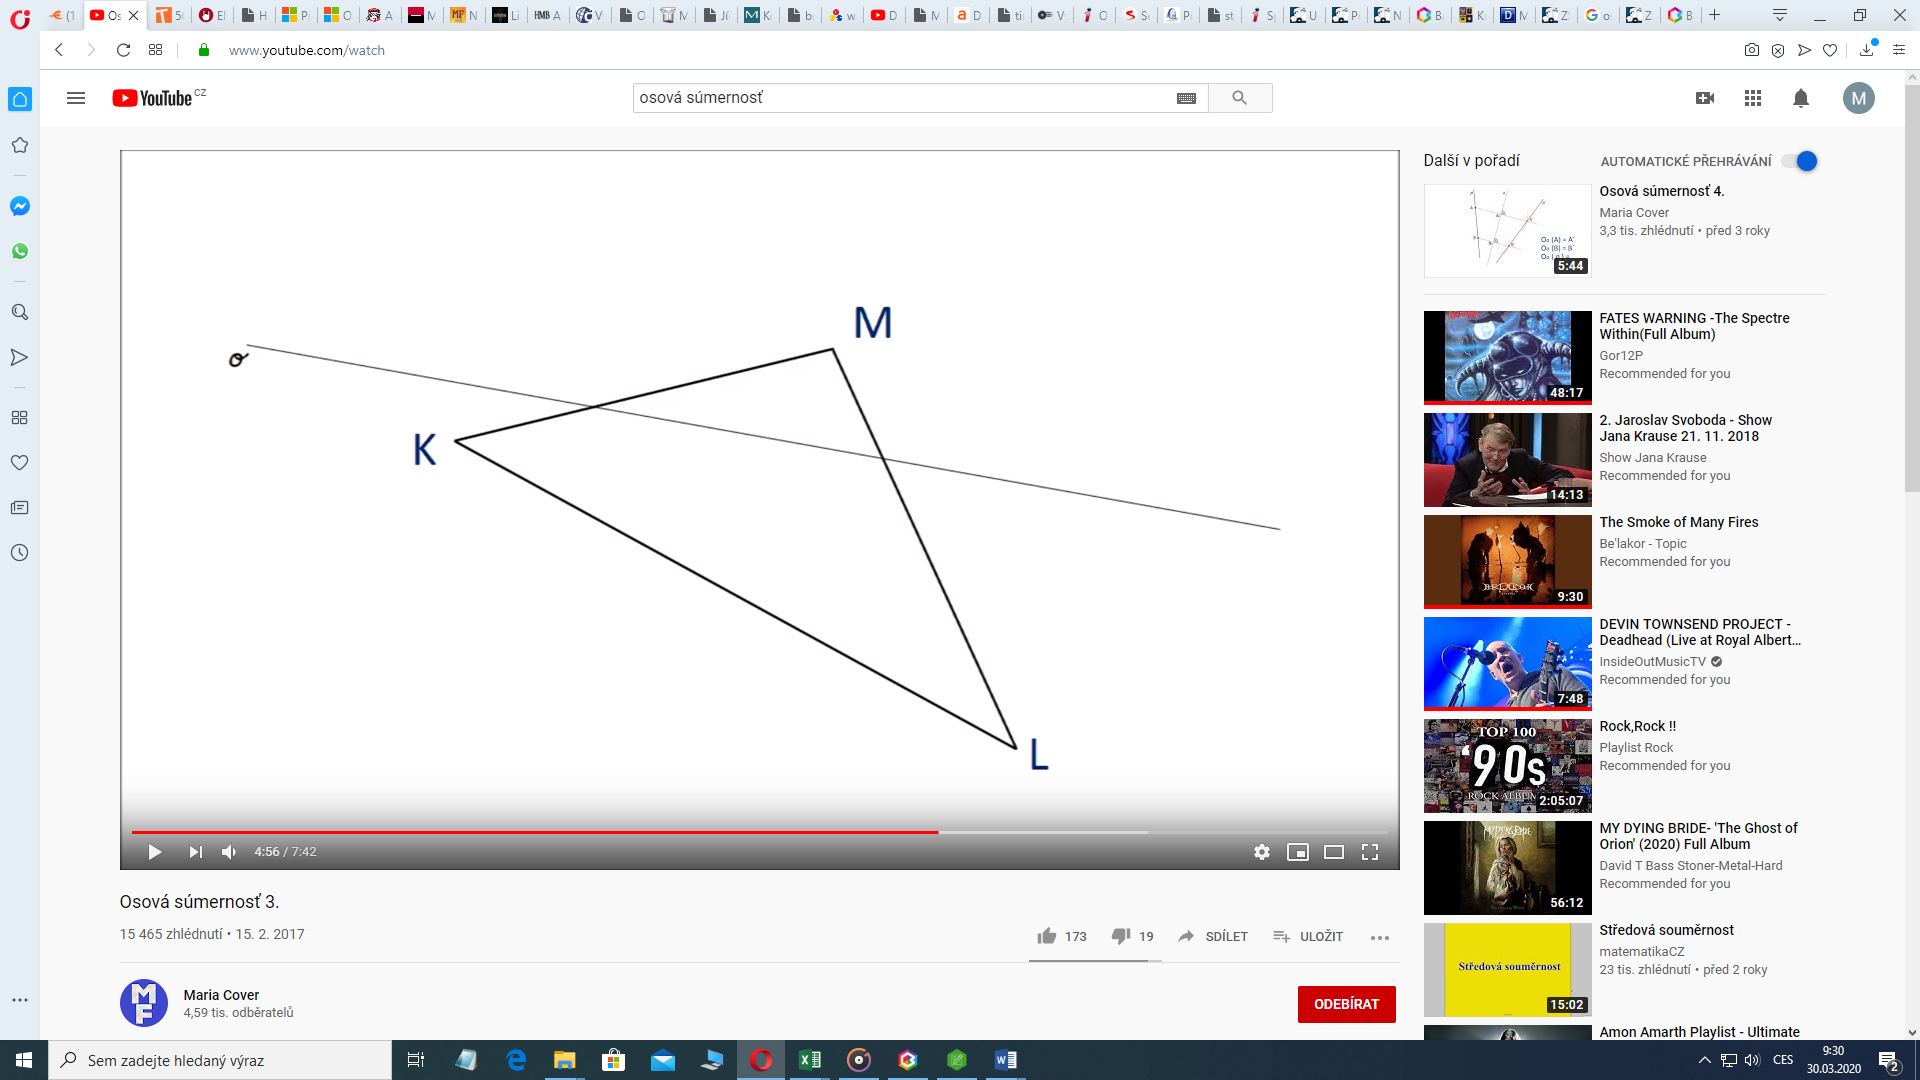 www.youtube.com/watch
YouTube CZ
osová súmernosť
M
o
M
K
L
4:56 / 7:42
Osová súmernosť 3.
15 465 zhlédnutí • 15. 2. 2017
173
19
SDÍLET
ULOŽIT
Maria Cover
4,59 tis. odběratelů
ODEBÍRAT
Další v pořadí
AUTOMATICKÉ PŘEHRÁVÁNÍ
5:44
Osová súmernosť 4.
Maria Cover
3,3 tis. zhlédnutí • před 3 roky
48:17
FATES WARNING -The Spectre
Within(Full Album)
Gor12P
Recommended for you
14:13
2. Jaroslav Svoboda - Show
Jana Krause 21. 11. 2018
Show Jana Krause
Recommended for you
9:30
The Smoke of Many Fires
Be'lakor - Topic
Recommended for you
7:48
DEVIN TOWNSEND PROJECT -
Deadhead (Live at Royal Albert…
InsideOutMusicTV
Recommended for you
TOP 100
'90s
ROCK ALBUM
2:05:07
Rock,Rock !!
Playlist Rock
Recommended for you
56:12
MY DYING BRIDE- 'The Ghost of
Orion' (2020) Full Album
David T Bass Stoner-Metal-Hard
Recommended for you
Středová souměrnost
15:02
Středová souměrnost
matematikaCZ
23 tis. zhlédnutí • před 2 roky
Amon Amarth Playlist - Ultimate
Sem zadejte hledaný výraz
CES
9:30
30.03.2020
2